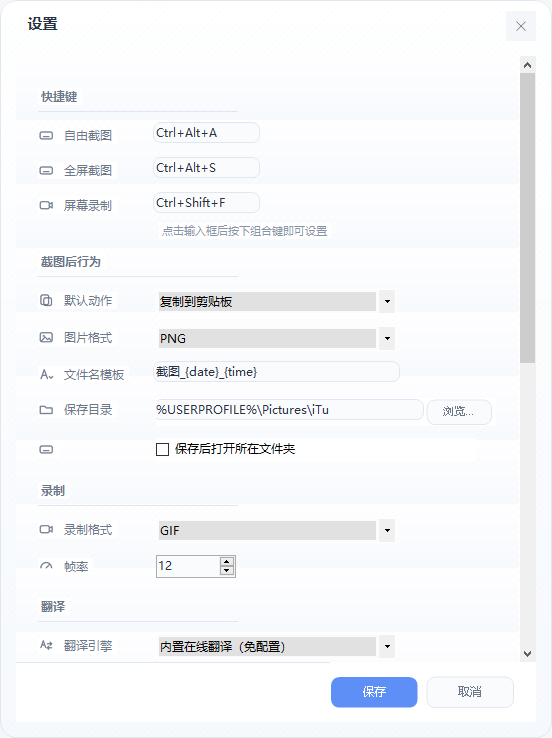 设置
快捷键
自由截图 Ctrl+Alt+A
全屏截图 Ctrl+Alt+S
屏幕录制 Ctrl+Shift+F
点击输入框后按下组合键即可设置
截图后行为
默认动作 复制到剪贴板
图片格式 PNG
文件名模板 截图_{date}_{time}
保存目录 %USERPROFILE%\Pictures\iTu 浏览...
保存后打开所在文件夹
录制
录制格式 GIF
帧率 12
翻译
翻译引擎 内置在线翻译（免配置）
保存 取消